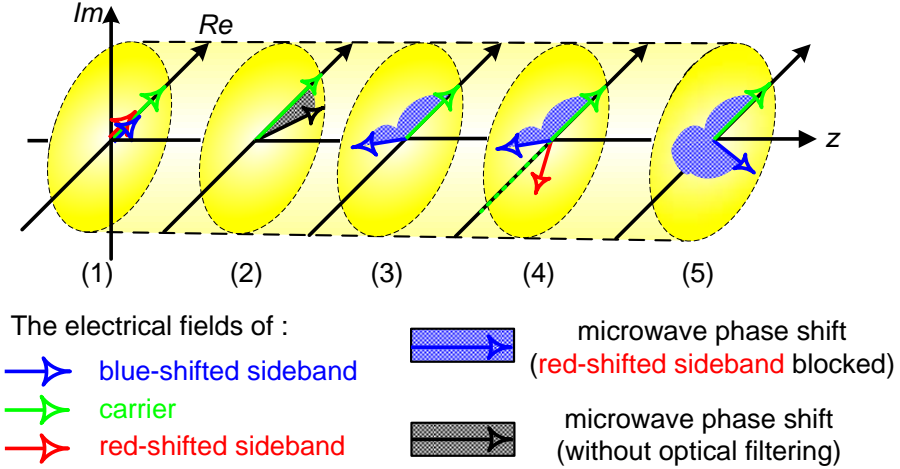 Im
Re
z
(1) (2) (3) (4) (5)
The electrical fields of :
blue-shifted sideband
carrier
red-shifted sideband
microwave phase shift
(red-shifted sideband blocked)
microwave phase shift
(without optical filtering)